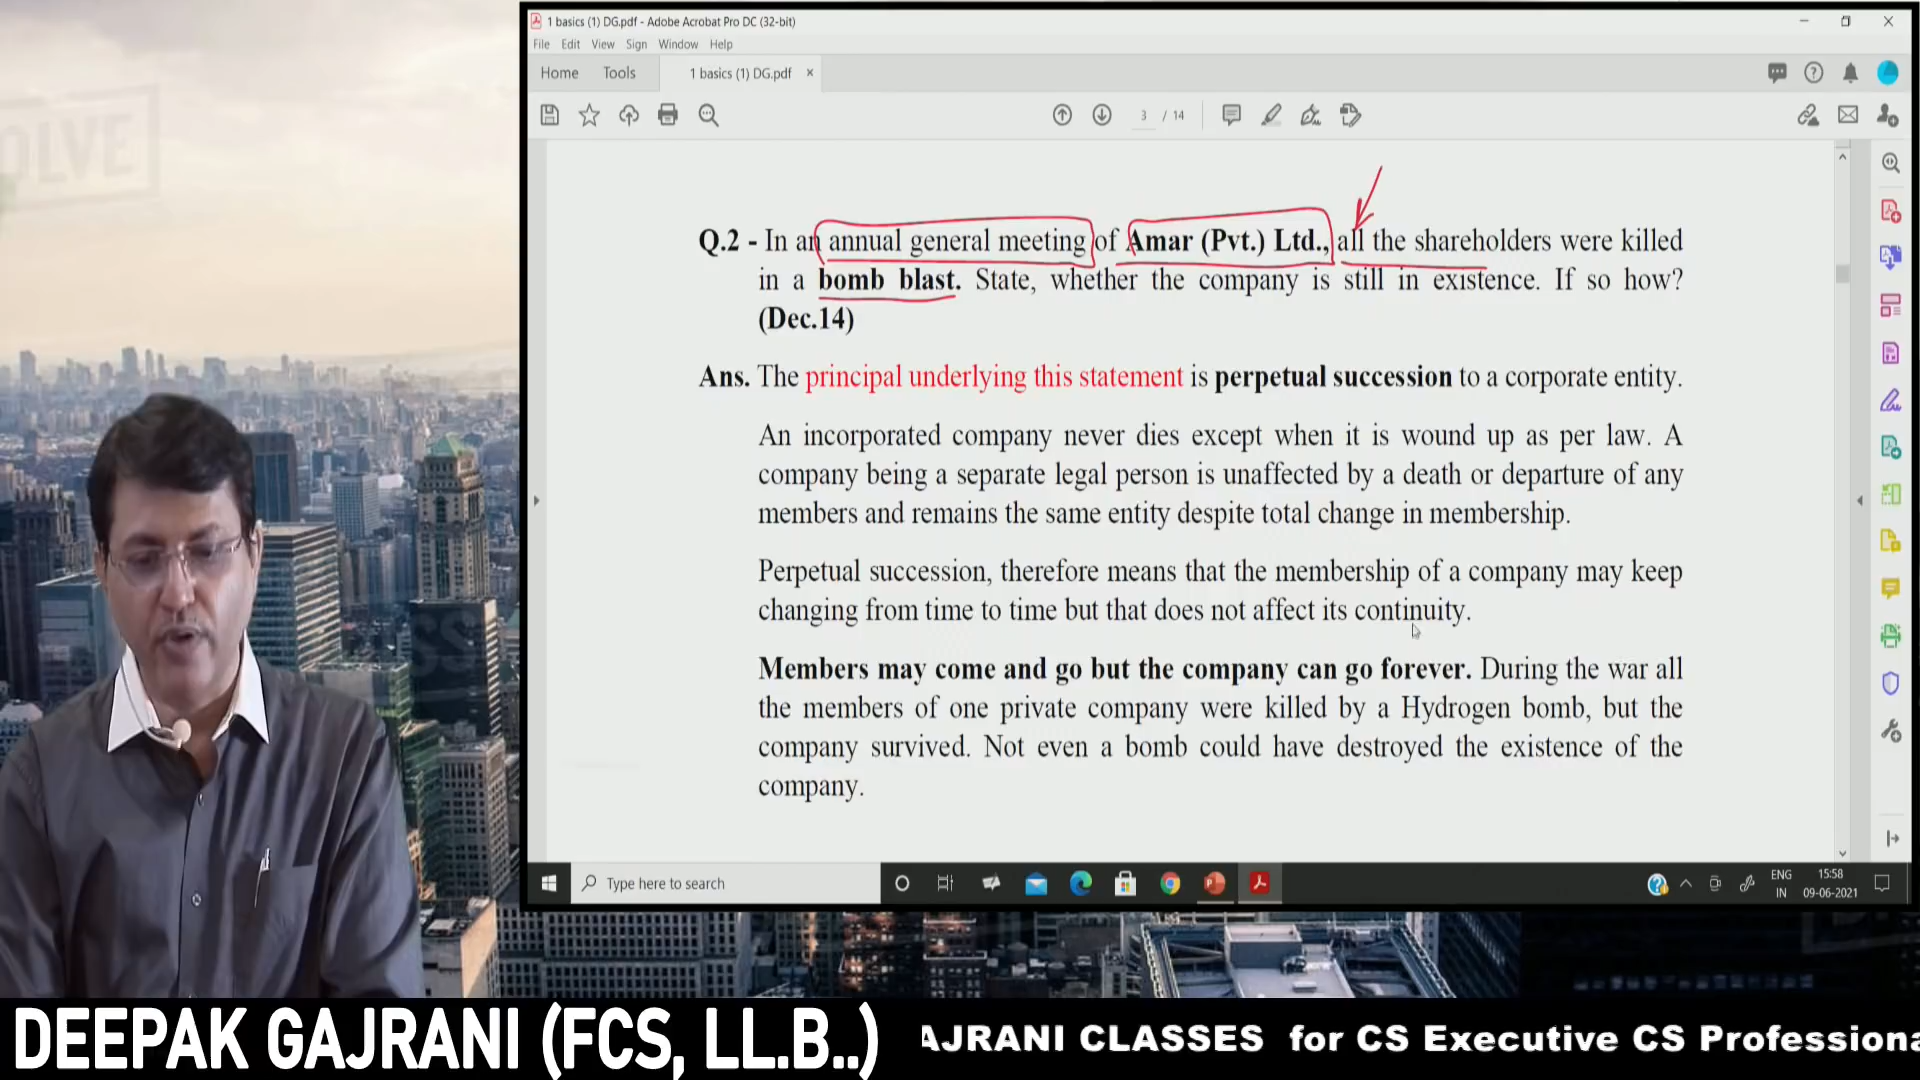 1 basics (1) DG.pdf - Adobe Acrobat Pro DC (32-bit)
File Edit View Sign Window Help
Home Tools 1 basics (1) DG.pdf ×
3 / 14
OLVE
Q.2 - In an annual general meeting of Amar (Pvt.) Ltd., all the shareholders were killed
in a bomb blast. State, whether the company is still in existence. If so how?
(Dec.14)
Ans. The principal underlying this statement is perpetual succession to a corporate entity.
An incorporated company never dies except when it is wound up as per law. A
company being a separate legal person is unaffected by a death or departure of any
members and remains the same entity despite total change in membership.
Perpetual succession, therefore means that the membership of a company may keep
changing from time to time but that does not affect its continuity.
Members may come and go but the company can go forever. During the war all
the members of one private company were killed by a Hydrogen bomb, but the
company survived. Not even a bomb could have destroyed the existence of the
company.
Type here to search
ENG
IN
15:58
09-06-2021
DEEPAK GAJRANI (FCS, LL.B..)
AJRANI CLASSES for CS Executive CS Professiona